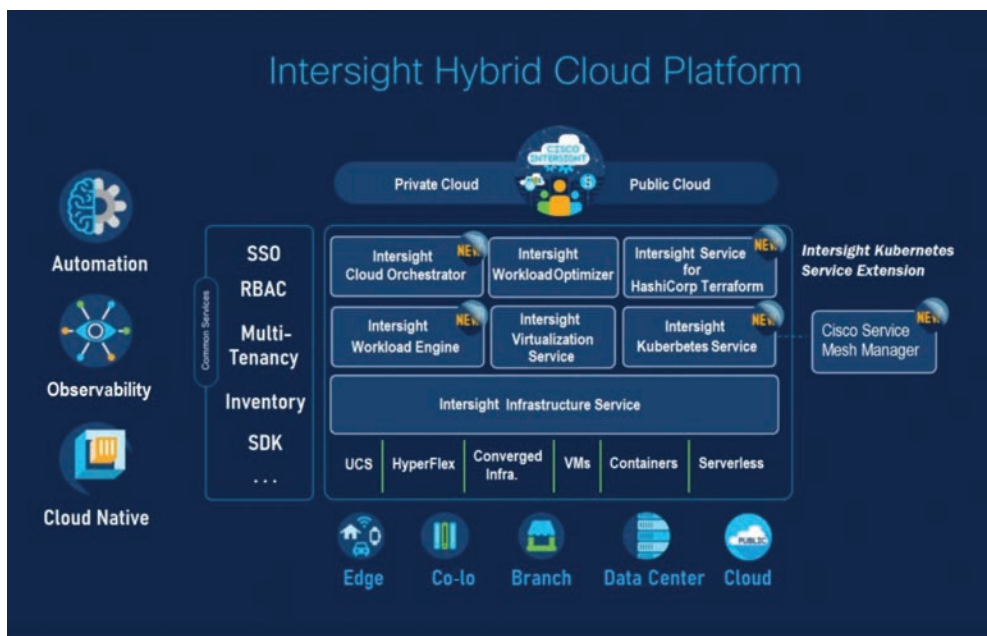 Intersight Hybrid Cloud Platform
CISCO
INTERSIGHT
Private Cloud
Public Cloud
Automation
Observability
Cloud Native
Common Services
SSO
RBAC
Multi-
Tenancy
Inventory
SDK
...
Intersight
Cloud Orchestrator
NEW
Intersight
Workload Optimizer
Intersight Service
for
HashiCorp Terraform
NEW
Intersight
Workload Engine
NEW
Intersight
Virtualization
Service
Intersight
Kuberbetes Service
NEW
Intersight Kubernetes
Service Extension
Cisco Service
Mesh Manager
NEW
Intersight Infrastructure Service
UCS
HyperFlex
Converged
Infra.
VMs
Containers
Serverless
Edge
Co-lo
Branch
Data Center
PUBLIC
Cloud